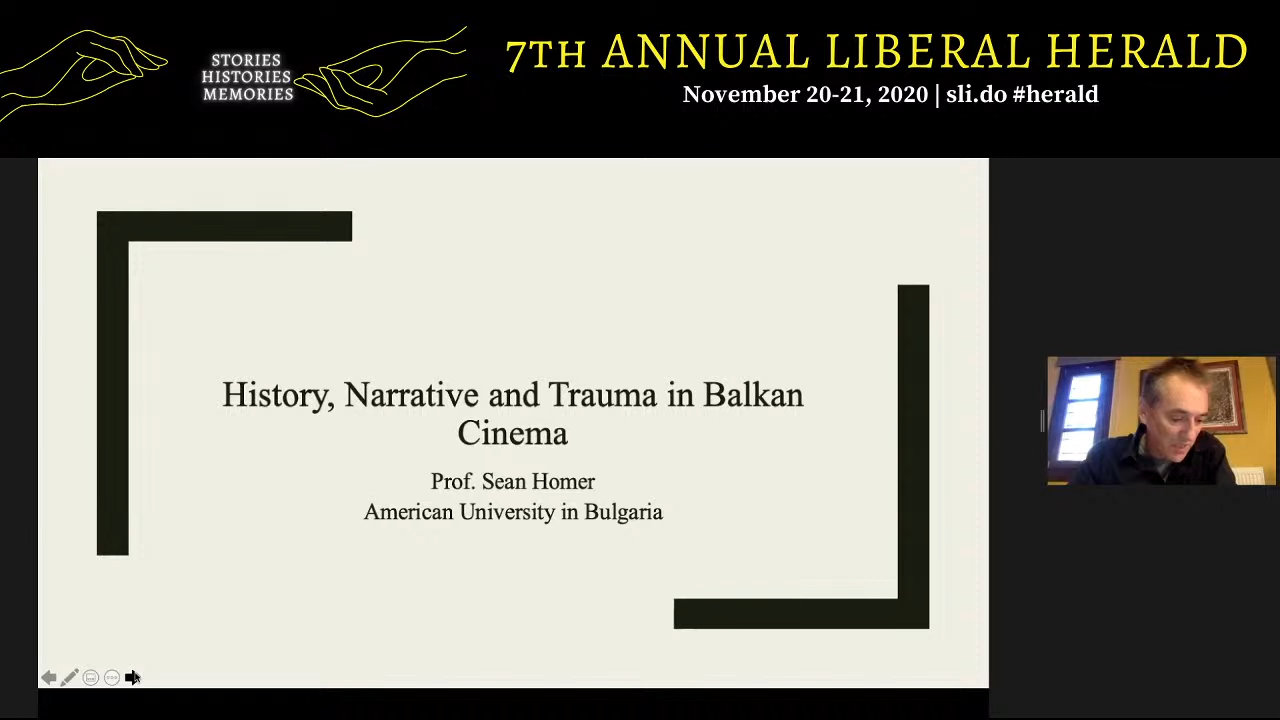 STORIES
HISTORIES
MEMORIES
7TH ANNUAL LIBERAL HERALD
November 20-21, 2020 | sli.do #herald
History, Narrative and Trauma in Balkan
Cinema
Prof. Sean Homer
American University in Bulgaria